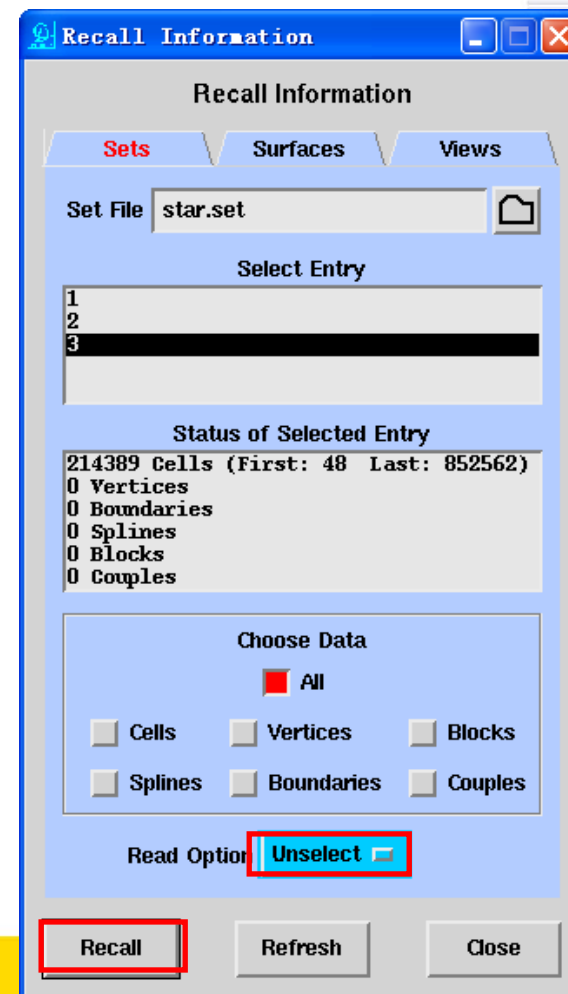 Recall Information
Recall Information
Sets Surfaces Views
Set File star.set
Select Entry
1
2
3
Status of Selected Entry
214389 Cells (First: 48 Last: 852562)
0 Vertices
0 Boundaries
0 Splines
0 Blocks
0 Couples
Choose Data
All
Cells Vertices Blocks
Splines Boundaries Couples
Read Option Unselect
Recall Refresh Close